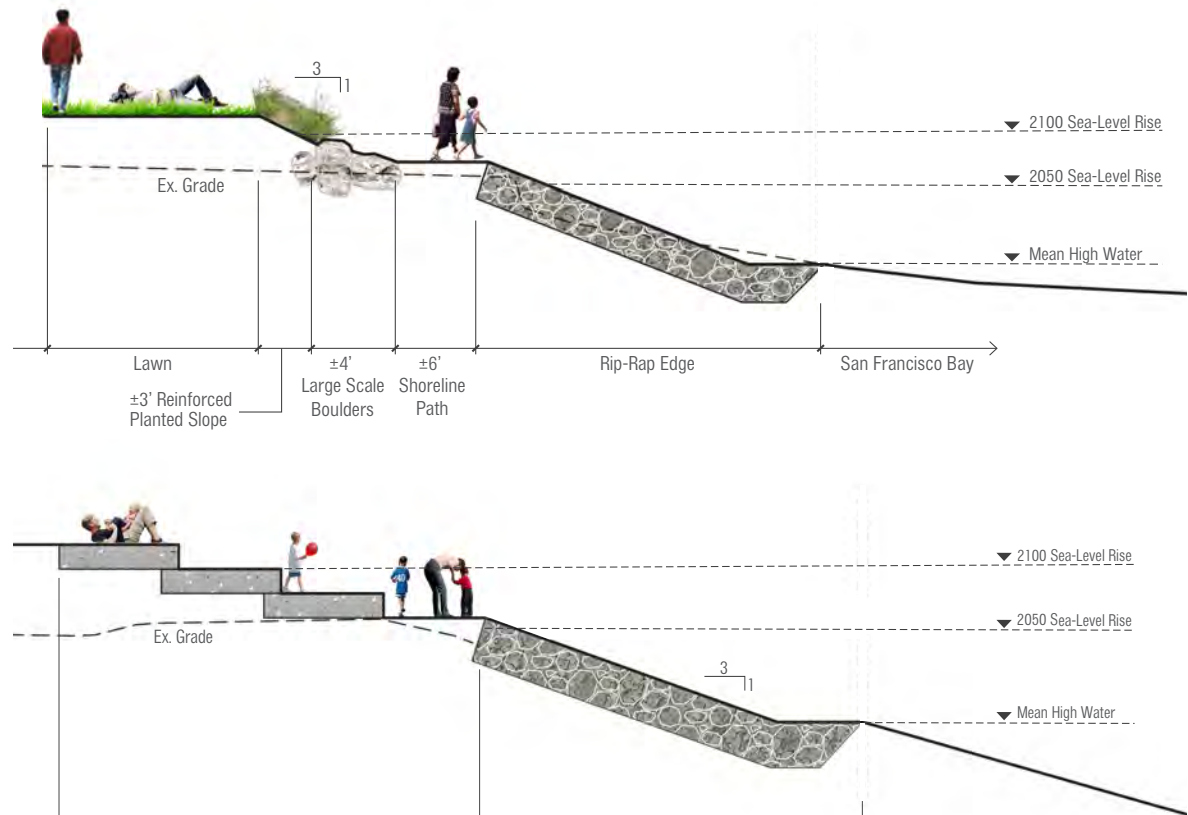 3
1
2100 Sea-Level Rise
2050 Sea-Level Rise
Ex. Grade
Mean High Water
Lawn
±3’ Reinforced
Planted Slope
±4’
Large Scale
Boulders
±6’
Shoreline
Path
Rip-Rap Edge
San Francisco Bay
2100 Sea-Level Rise
2050 Sea-Level Rise
Ex. Grade
3
1
Mean High Water